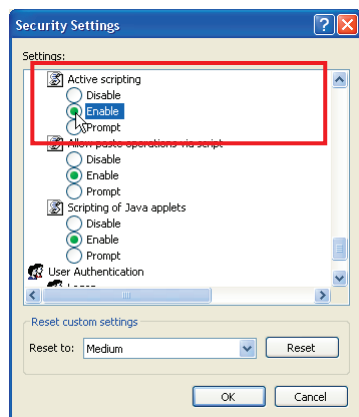 Security Settings
Settings:
Active scripting
Disable
Enable
Prompt
Allow paste operations via script
Disable
Enable
Prompt
Scripting of Java applets
Disable
Enable
Prompt
User Authentication
Reset custom settings
Reset to: Medium Reset
OK Cancel